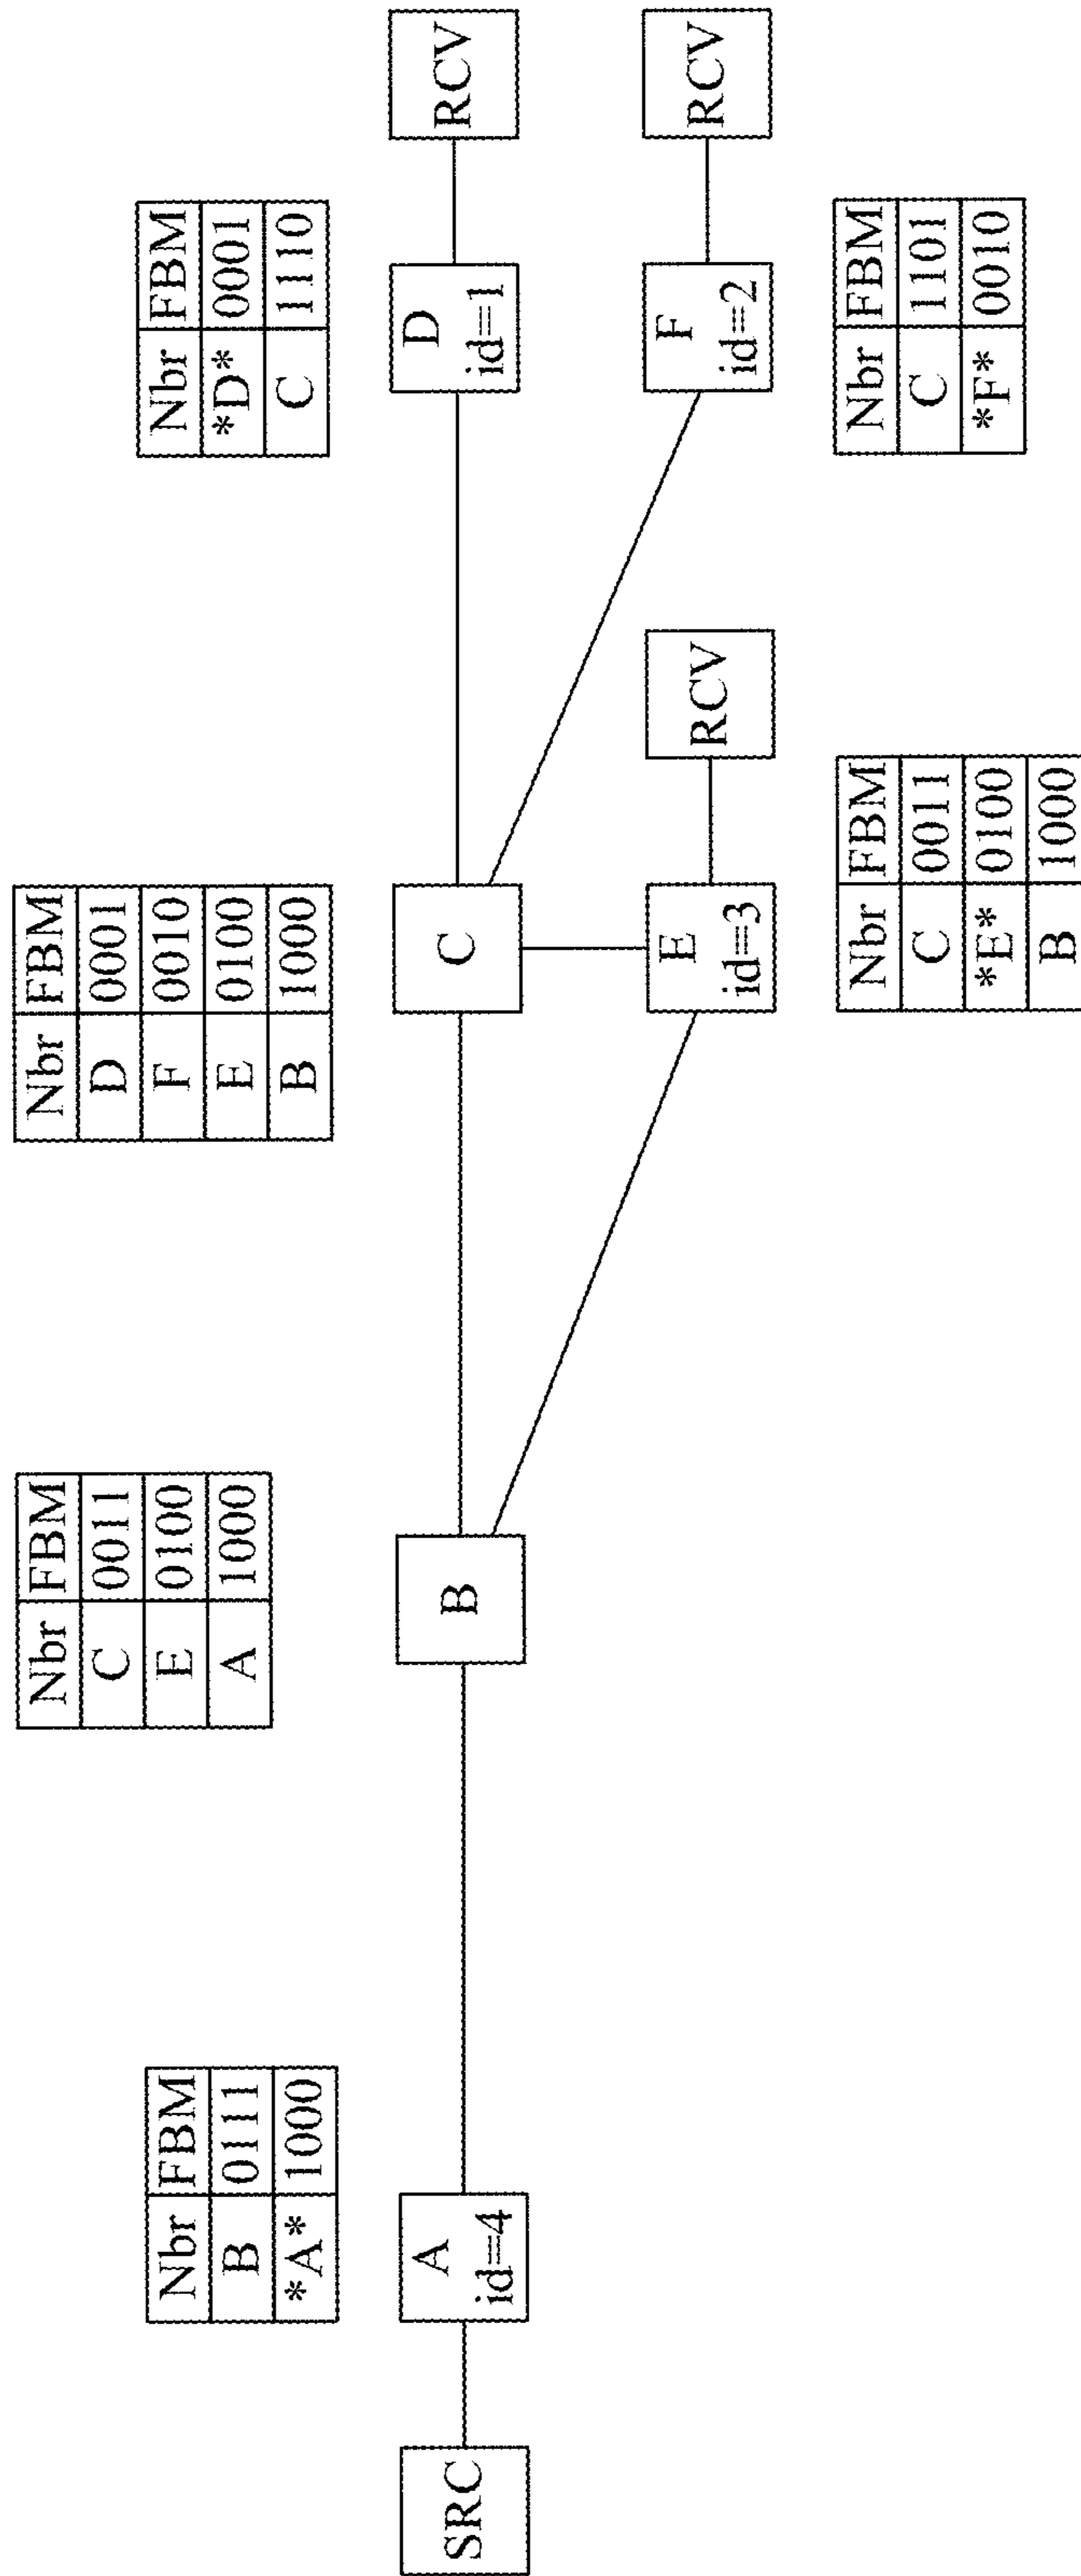 Nbr FBM
B 0111
*A* 1000
Nbr FBM
C 0011
E 0100
A 1000
Nbr FBM
D 0001
F 0010
E 0100
B 1000
Nbr FBM
*D* 0001
C 1110
SRC
A
id=4
B
C
D
id=1
RCV
E
id=3
RCV
F
id=2
RCV
Nbr FBM
C 0011
*E* 0100
B 1000
Nbr FBM
C 1101
*F* 0010